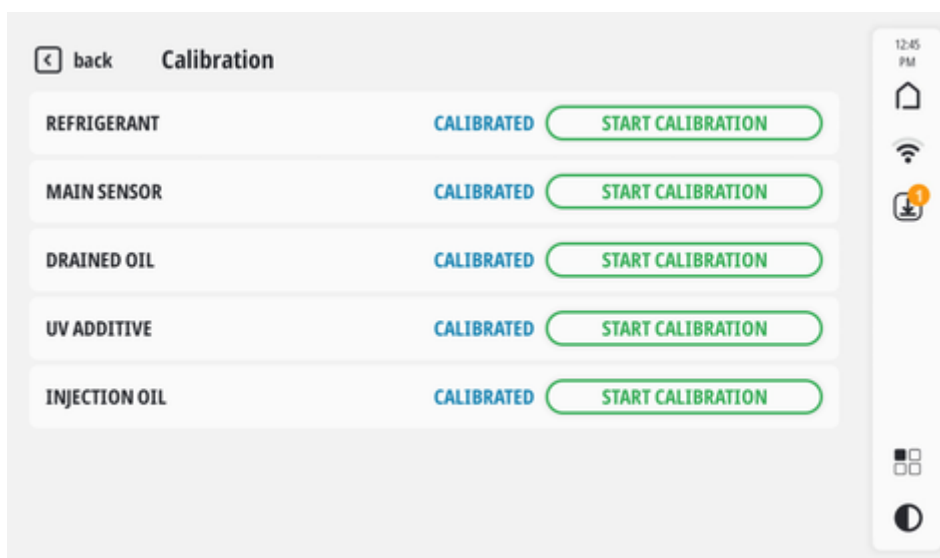 back Calibration
REFRIGERANT CALIBRATED START CALIBRATION
MAIN SENSOR CALIBRATED START CALIBRATION
DRAINED OIL CALIBRATED START CALIBRATION
UV ADDITIVE CALIBRATED START CALIBRATION
INJECTION OIL CALIBRATED START CALIBRATION
12:45
PM
1